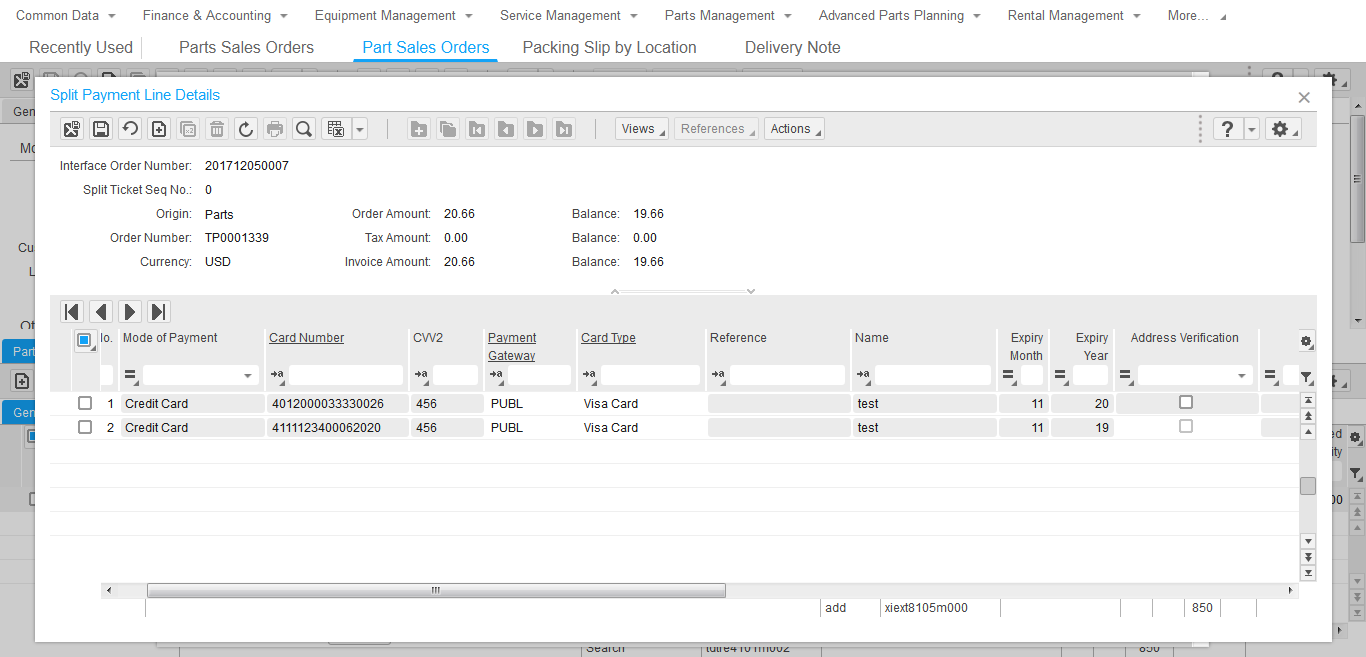 Common Data Finance & Accounting Equipment Management Service Management Parts Management Advanced Parts Planning Rental Management More...
Recently Used Parts Sales Orders Part Sales Orders Packing Slip by Location Delivery Note
Split Payment Line Details
Views References Actions ?
Interface Order Number: 201712050007
Split Ticket Seq No.: 0
Origin: Parts Order Amount: 20.66 Balance: 19.66
Order Number: TP0001339 Tax Amount: 0.00 Balance: 0.00
Currency: USD Invoice Amount: 20.66 Balance: 19.66
Mode of Payment Card Number CVV2 Payment Gateway Card Type Reference Name Expiry Month Expiry Year Address Verification
1 Credit Card 4012000033330026 456 PUBL Visa Card test 11 20
2 Credit Card 4111123400062020 456 PUBL Visa Card test 11 19
add xiext8105m000 850